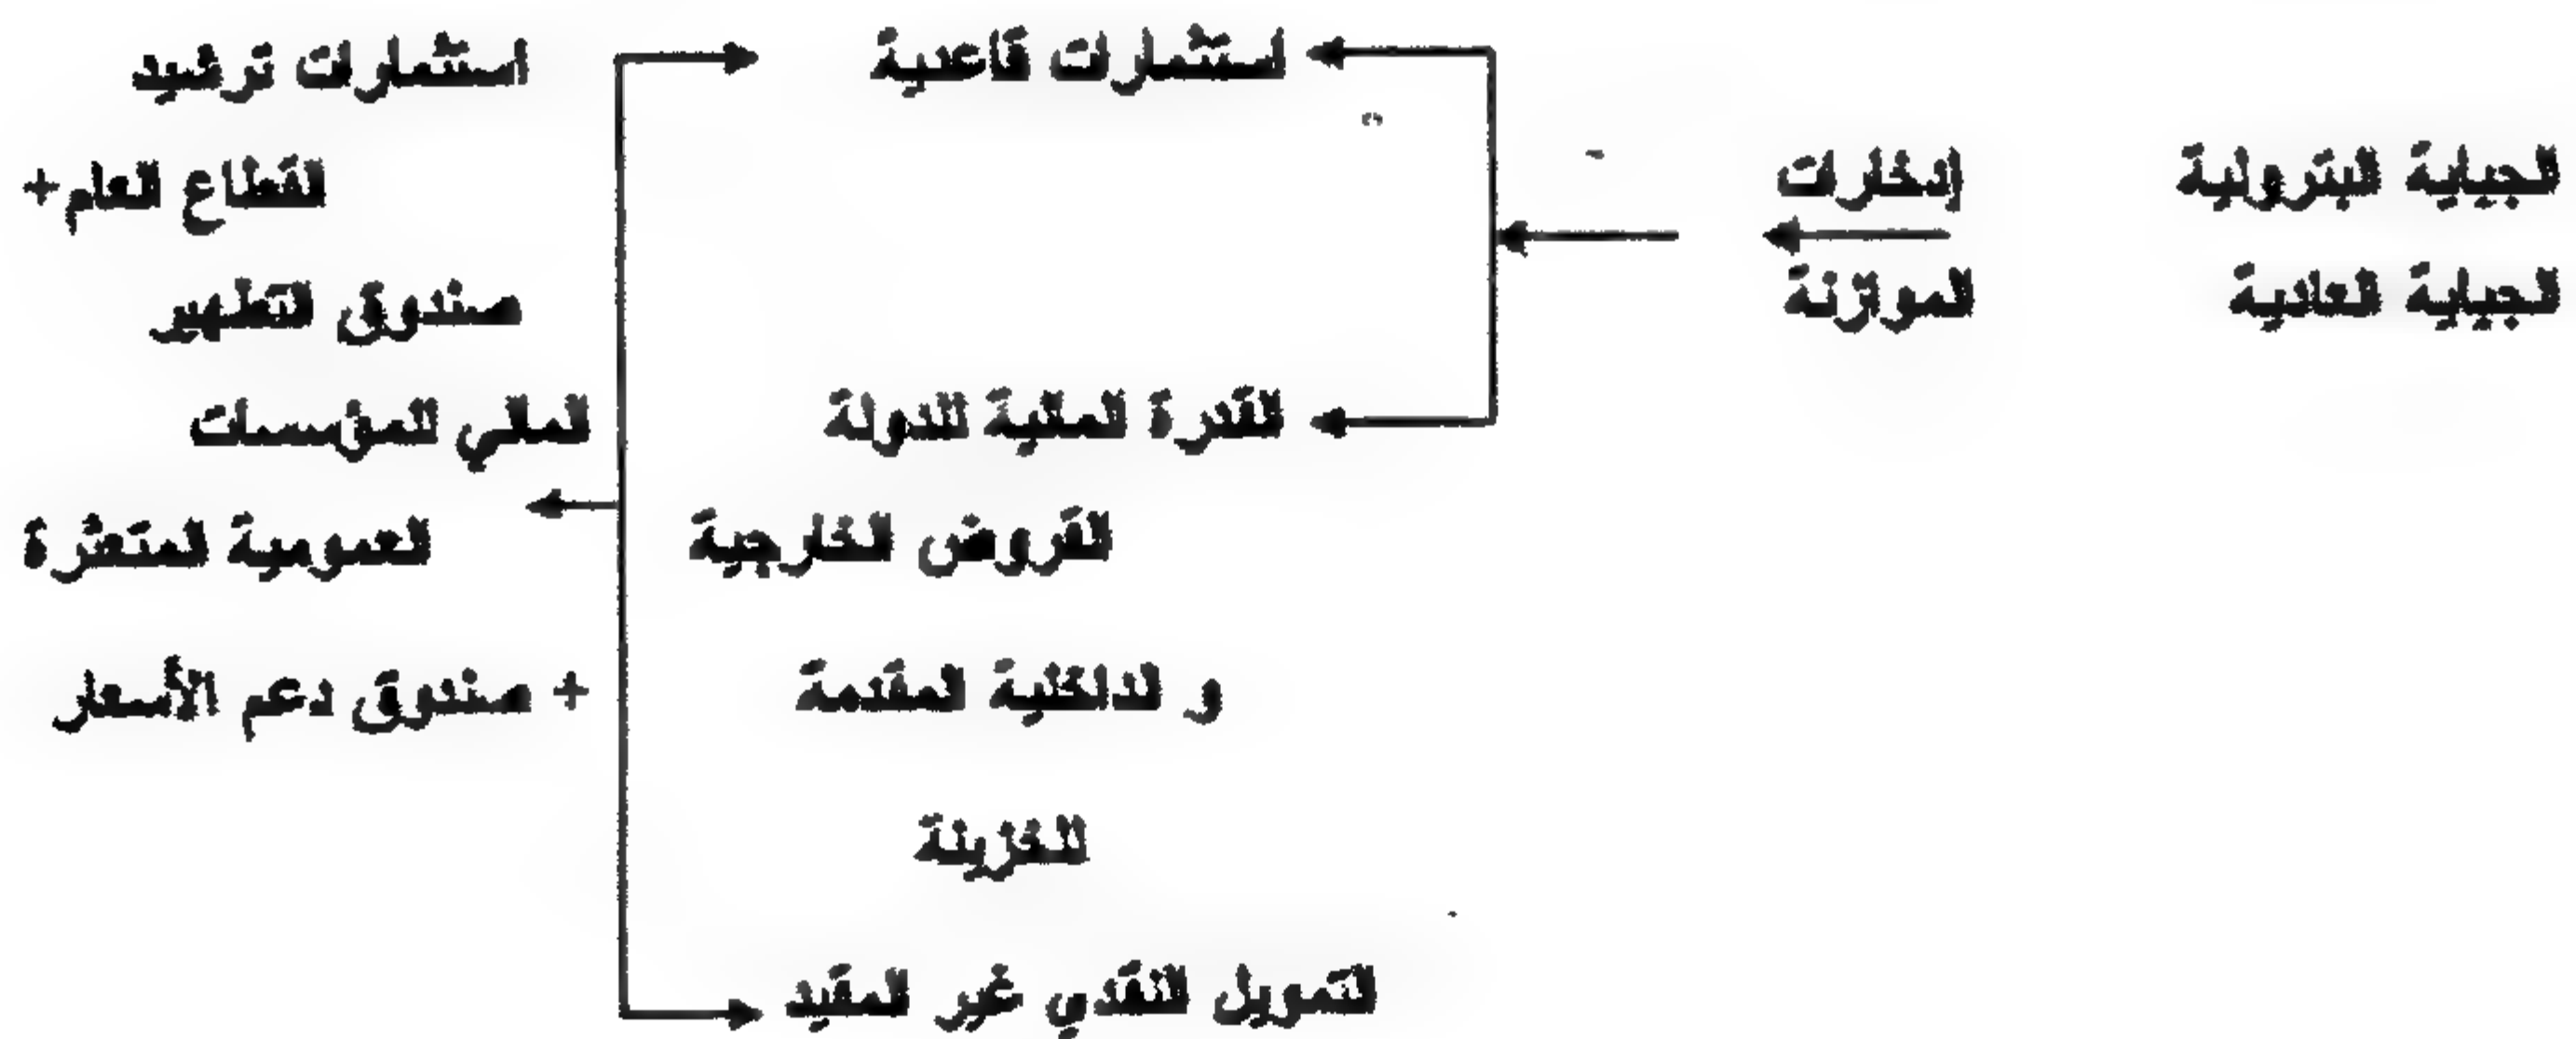 الجباية البترولية
الجباية العادية
إدخارات
الموازنة
استثمارات قاعدية
القدرة المالية للدولة
القروض الخارجية
و الداخلية المقدمة
للخزينة
التمويل النقدي غير المقيد
استثمارات ترشيد
القطاع العام+
صندوق التطهير
المالي للمؤسسات
العمومية المتعثرة
+ صندوق دعم الأسعار